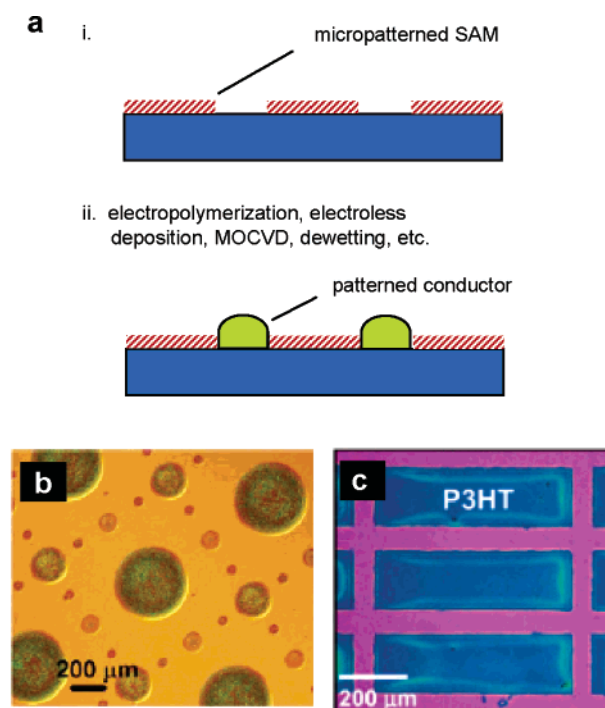 a
i.
micropatterned SAM
ii. electropolymerization, electroless
deposition, MOCVD, dewetting, etc.
patterned conductor
b
200 μm
c
P3HT
200 μm